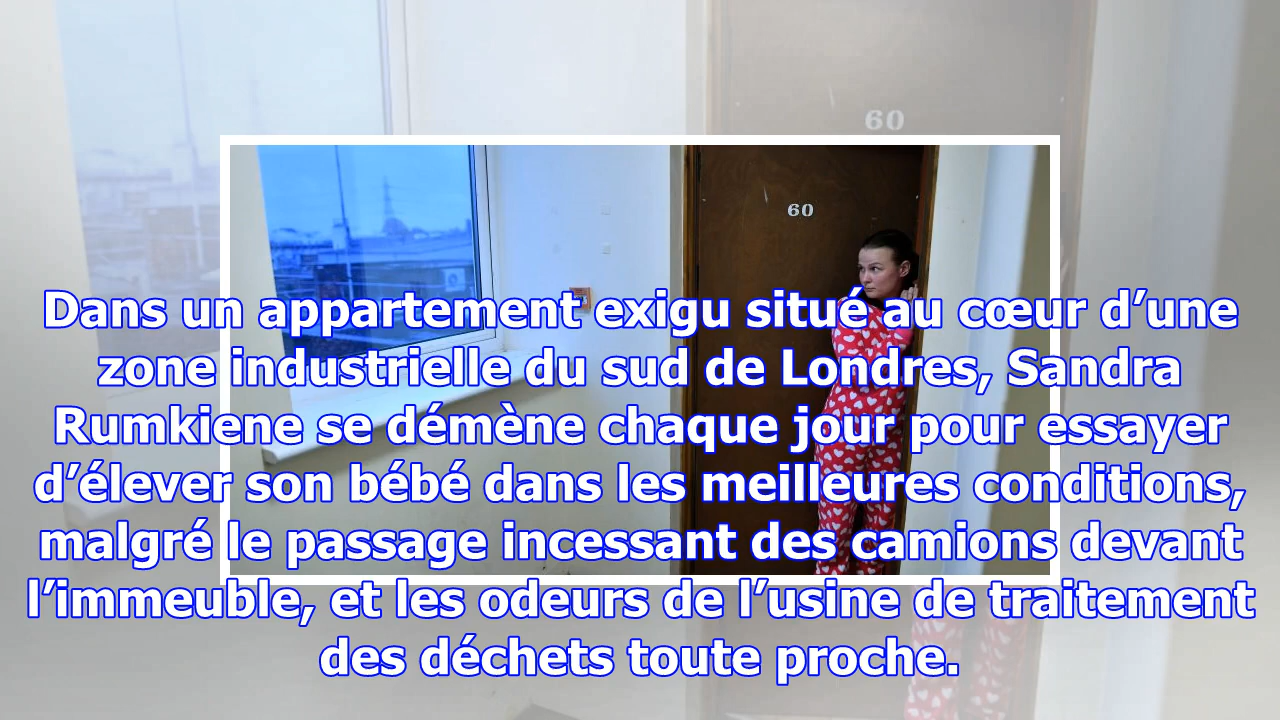 60
60
Dans un appartement exigu situé au cœur d’une
zone industrielle du sud de Londres, Sandra
Rumkiene se démène chaque jour pour essayer
d’élever son bébé dans les meilleures conditions,
malgré le passage incessant des camions devant
l’immeuble, et les odeurs de l’usine de traitement
des déchets toute proche.